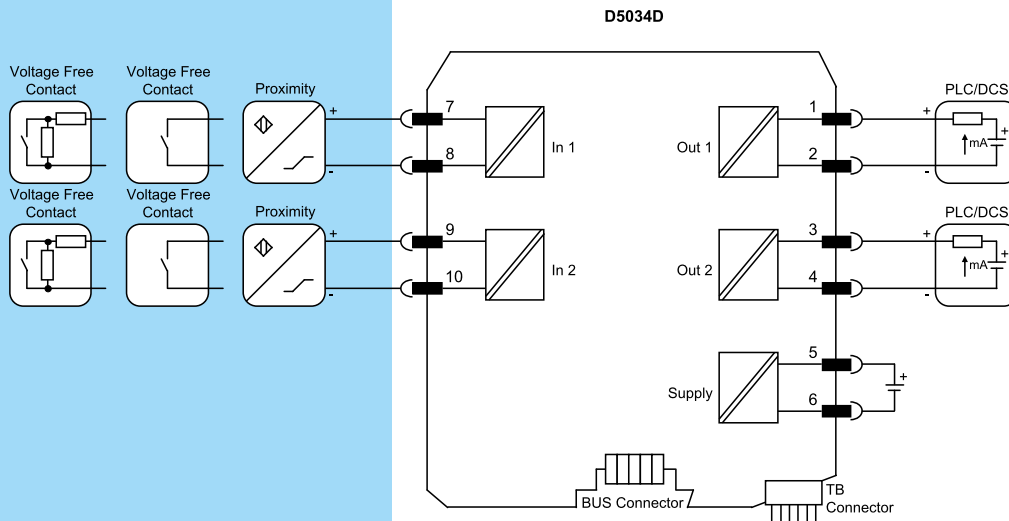 D5034D
Voltage Free
Contact
Voltage Free
Contact
Proximity
+
-
7
8
In 1
Out 1
1
2
+
-
PLC/DCS
mA
+
Voltage Free
Contact
Voltage Free
Contact
Proximity
+
-
9
10
In 2
Out 2
3
4
+
-
PLC/DCS
mA
+
Supply
5
6
+
BUS Connector
TB
Connector